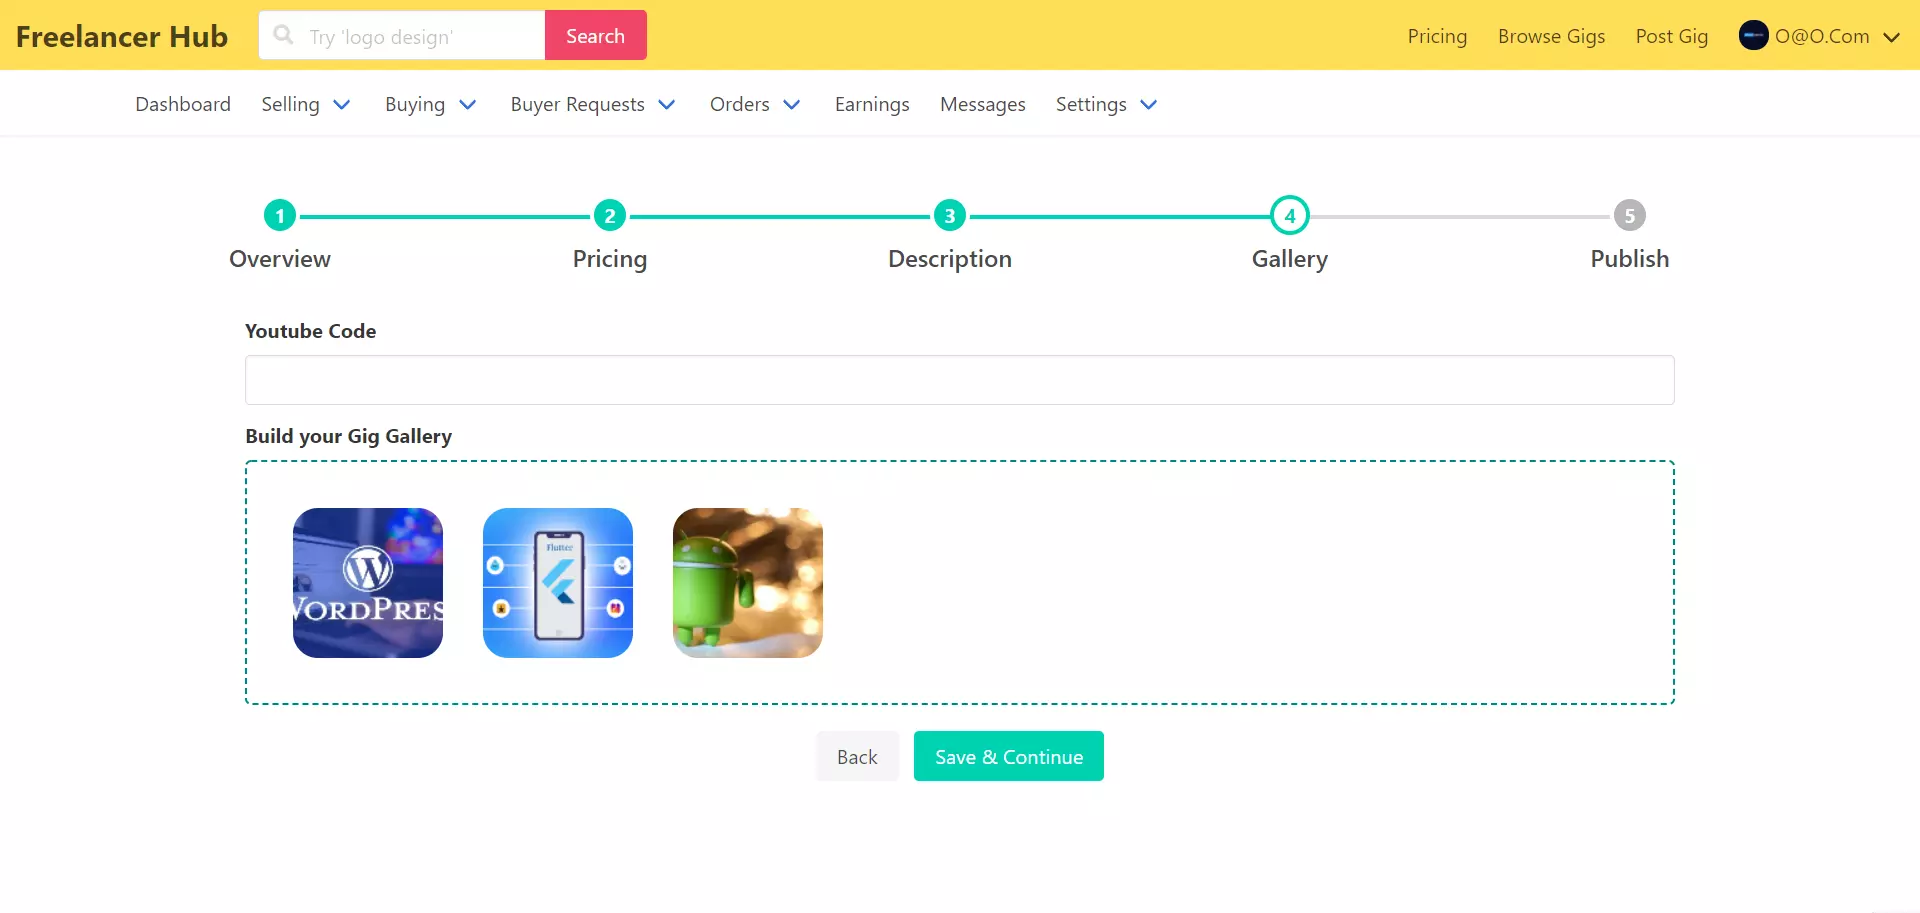 Freelancer Hub
Try 'logo design'
Search
Pricing
Browse Gigs
Post Gig
O@O.Com
Dashboard
Selling
Buying
Buyer Requests
Orders
Earnings
Messages
Settings
1
2
3
4
5
Overview
Pricing
Description
Gallery
Publish
Youtube Code
Build your Gig Gallery
WORDPRES
Flutter
Back
Save & Continue